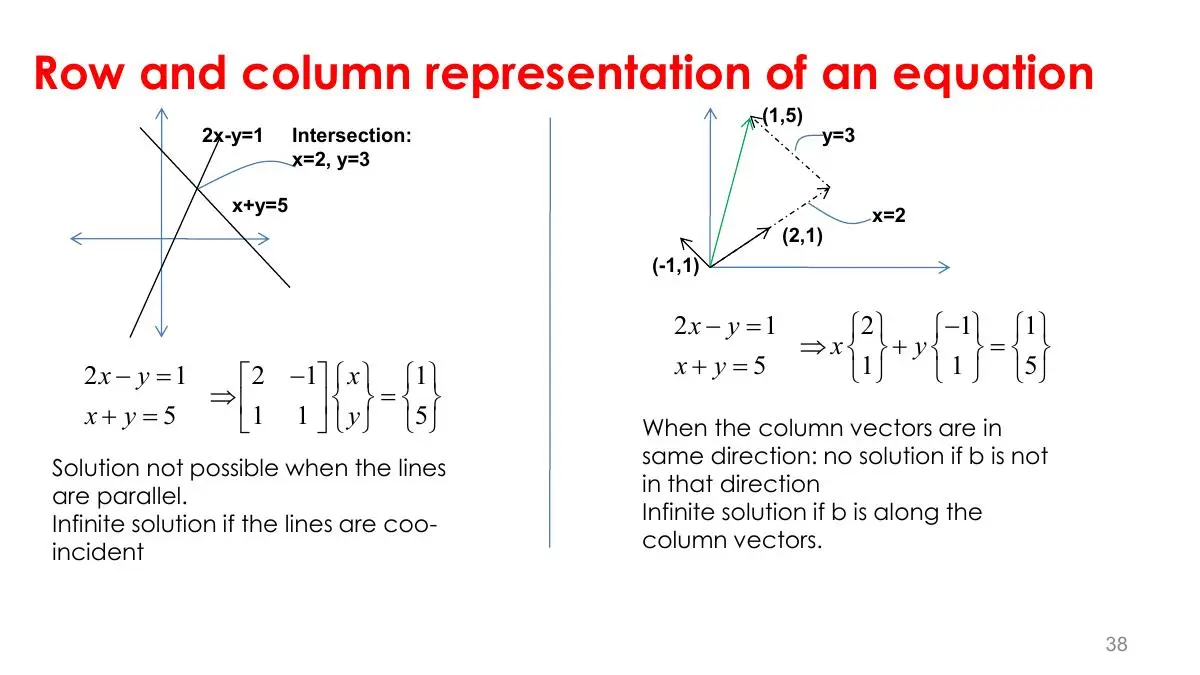 Row and column representation of an equation
2x-y=1
Intersection:
x=2, y=3
x+y=5
2x − y = 1
x + y = 5
⇒ [2 −1; 1 1] {x; y} = {1; 5}
Solution not possible when the lines
are parallel.
Infinite solution if the lines are coo-
incident
(1,5)
y=3
x=2
(2,1)
(-1,1)
2x − y = 1
x + y = 5
⇒ x {2; 1} + y {−1; 1} = {1; 5}
When the column vectors are in
same direction: no solution if b is not
in that direction
Infinite solution if b is along the
column vectors.
38